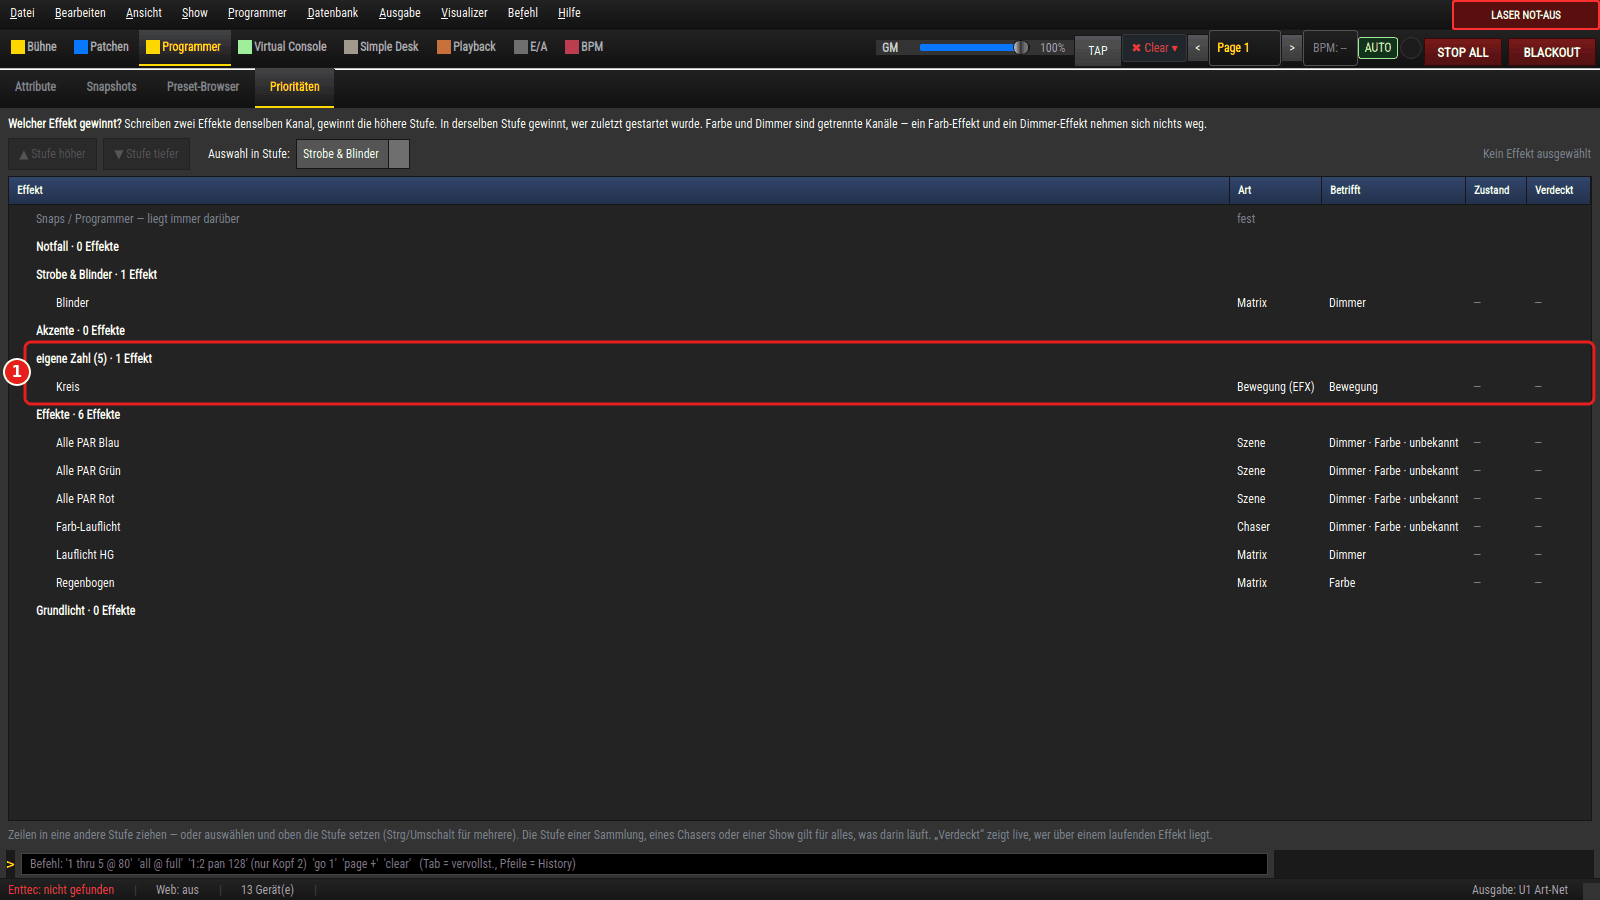 Datei Bearbeiten Ansicht Show Programmer Datenbank Ausgabe Visualizer Befehl Hilfe
LASER NOT-AUS
Bühne Patchen Programmer Virtual Console Simple Desk Playback E/A BPM
GM 100% TAP ✖ Clear ▾ < Page 1 > BPM: – AUTO STOP ALL BLACKOUT
Attribute Snapshots Preset-Browser Prioritäten
Welcher Effekt gewinnt? Schreiben zwei Effekte denselben Kanal, gewinnt die höhere Stufe. In derselben Stufe gewinnt, wer zuletzt gestartet wurde. Farbe und Dimmer sind getrennte Kanäle — ein Farb-Effekt und ein Dimmer-Effekt nehmen sich nichts weg.
▲ Stufe höher ▼ Stufe tiefer Auswahl in Stufe: Strobe & Blinder Kein Effekt ausgewählt
Effekt Art Betrifft Zustand Verdeckt
Snaps / Programmer — liegt immer darüber fest
Notfall · 0 Effekte
Strobe & Blinder · 1 Effekt
Blinder Matrix Dimmer – –
Akzente · 0 Effekte
eigene Zahl (5) · 1 Effekt
1
Kreis Bewegung (EFX) Bewegung – –
Effekte · 6 Effekte
Alle PAR Blau Szene Dimmer · Farbe · unbekannt – –
Alle PAR Grün Szene Dimmer · Farbe · unbekannt – –
Alle PAR Rot Szene Dimmer · Farbe · unbekannt – –
Farb-Lauflicht Chaser Dimmer · Farbe · unbekannt – –
Lauflicht HG Matrix Dimmer – –
Regenbogen Matrix Farbe – –
Grundlicht · 0 Effekte
Zeilen in eine andere Stufe ziehen — oder auswählen und oben die Stufe setzen (Strg/Umschalt für mehrere). Die Stufe einer Sammlung, eines Chasers oder einer Show gilt für alles, was darin läuft. „Verdeckt“ zeigt live, wer über einem laufenden Effekt liegt.
> Befehl: '1 thru 5 @ 80' 'all @ full' '1:2 pan 128' (nur Kopf 2) 'go 1' 'page +' 'clear' (Tab = vervollst., Pfeile = History)
Enttec: nicht gefunden | Web: aus | 13 Gerät(e) | Ausgabe: U1 Art-Net